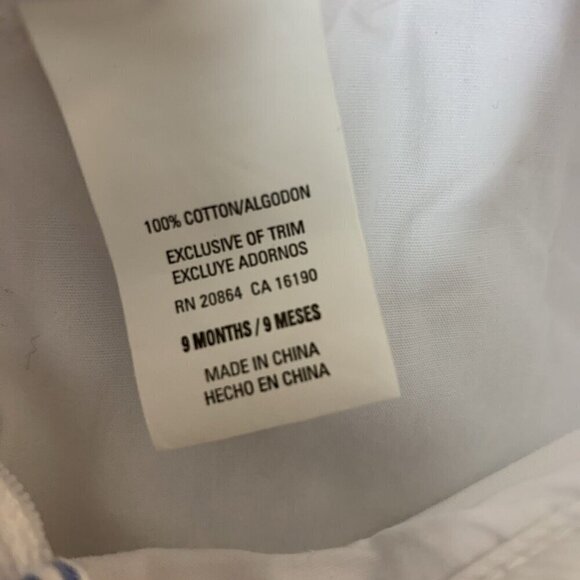 100% COTTON/ALGODON
EXCLUSIVE OF TRIM
EXCLUYE ADORNOS
RN 20864 CA 16190
9 MONTHS / 9 MESES
MADE IN CHINA
HECHO EN CHINA